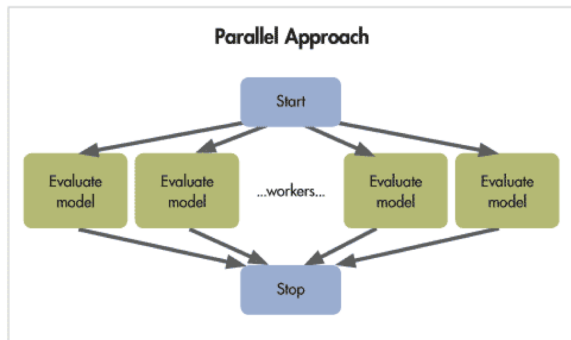 Parallel Approach
Start
Evaluate
model
Evaluate
model
...workers...
Evaluate
model
Evaluate
model
Stop